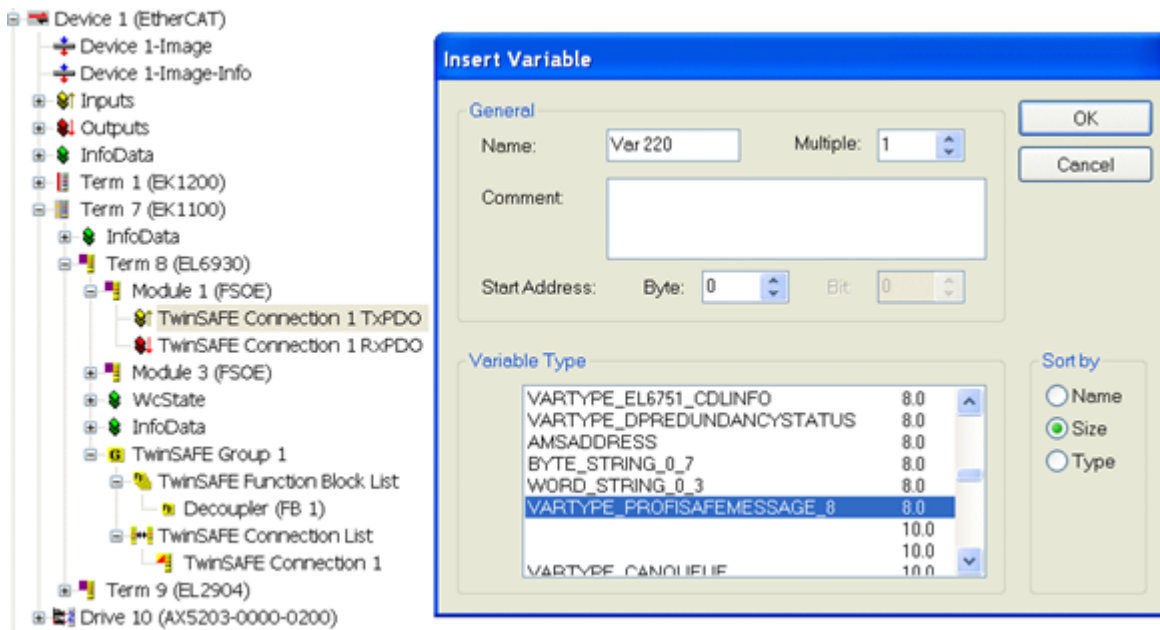 Device 1 (EtherCAT)
Device 1-Image
Device 1-Image-Info
Inputs
Outputs
InfoData
Term 1 (EK1200)
Term 7 (EK1100)
InfoData
Term 8 (EL6930)
Module 1 (FSOE)
TwinSAFE Connection 1 TxPDO
TwinSAFE Connection 1 RxPDO
Module 3 (FSOE)
WcState
InfoData
TwinSAFE Group 1
TwinSAFE Function Block List
Decoupler (FB 1)
TwinSAFE Connection List
TwinSAFE Connection 1
Term 9 (EL2904)
Drive 10 (AX5203-0000-0200)
Insert Variable
General
Name: Var 220 Multiple: 1
Comment:
Start Address: Byte: 0 Bit: 0
OK
Cancel
Variable Type
VARTYPE_EL6751_CDLINFO 8.0
VARTYPE_DPREDUNDANCYSTATUS 8.0
AMSADDRESS 8.0
BYTE_STRING_0_7 8.0
WORD_STRING_0_3 8.0
VARTYPE_PROFISAFEMESSAGE_8 8.0
10.0
10.0
VARTYPE_CANQUEUE 10.0
Sort by
Name
Size
Type